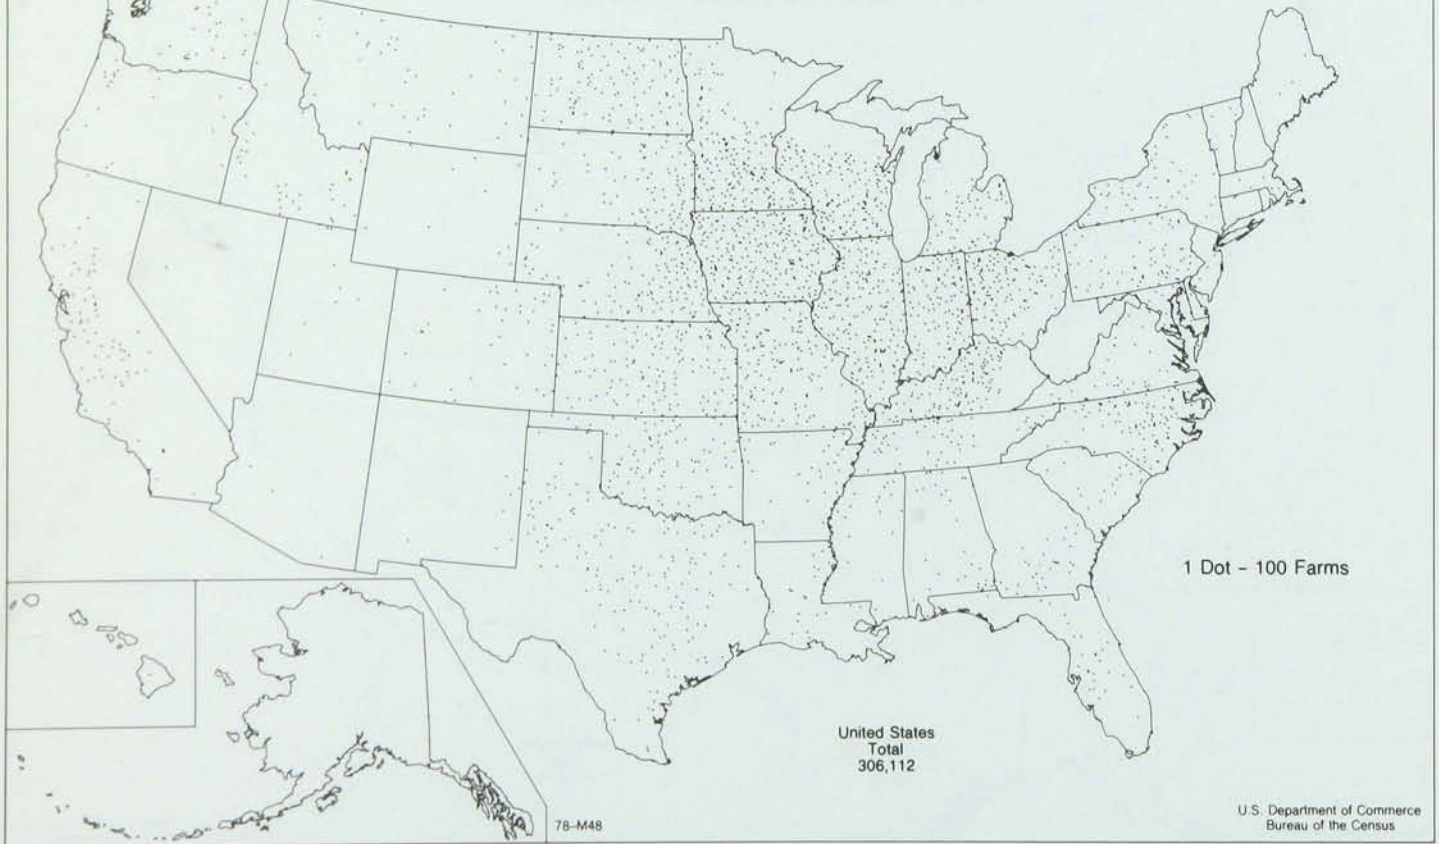 1 Dot - 100 Farms
United States
Total
306,112
78-M48
U.S. Department of Commerce
Bureau of the Census